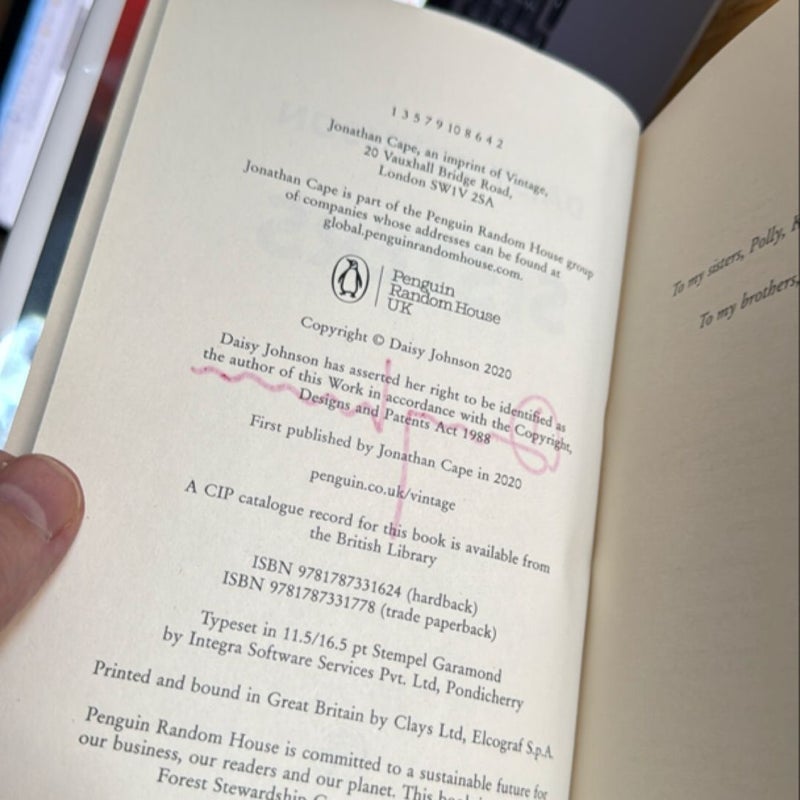 1 3 5 7 9 10 8 6 4 2
Jonathan Cape, an imprint of Vintage,
20 Vauxhall Bridge Road,
London SW1V 2SA
Jonathan Cape is part of the Penguin Random House group
of companies whose addresses can be found at
global.penguinrandomhouse.com.
Penguin
Random House
UK
Copyright © Daisy Johnson 2020
Daisy Johnson has asserted her right to be identified as
the author of this Work in accordance with the Copyright,
Designs and Patents Act 1988
First published by Jonathan Cape in 2020
penguin.co.uk/vintage
A CIP catalogue record for this book is available from
the British Library
ISBN 9781787331624 (hardback)
ISBN 9781787331778 (trade paperback)
Typeset in 11.5/16.5 pt Stempel Garamond
by Integra Software Services Pvt. Ltd, Pondicherry
Printed and bound in Great Britain by Clays Ltd, Elcograf S.p.A.
Penguin Random House is committed to a sustainable future for
our business, our readers and our planet. This book
Forest Stewardship
To my sisters, Polly,
To my brothers,